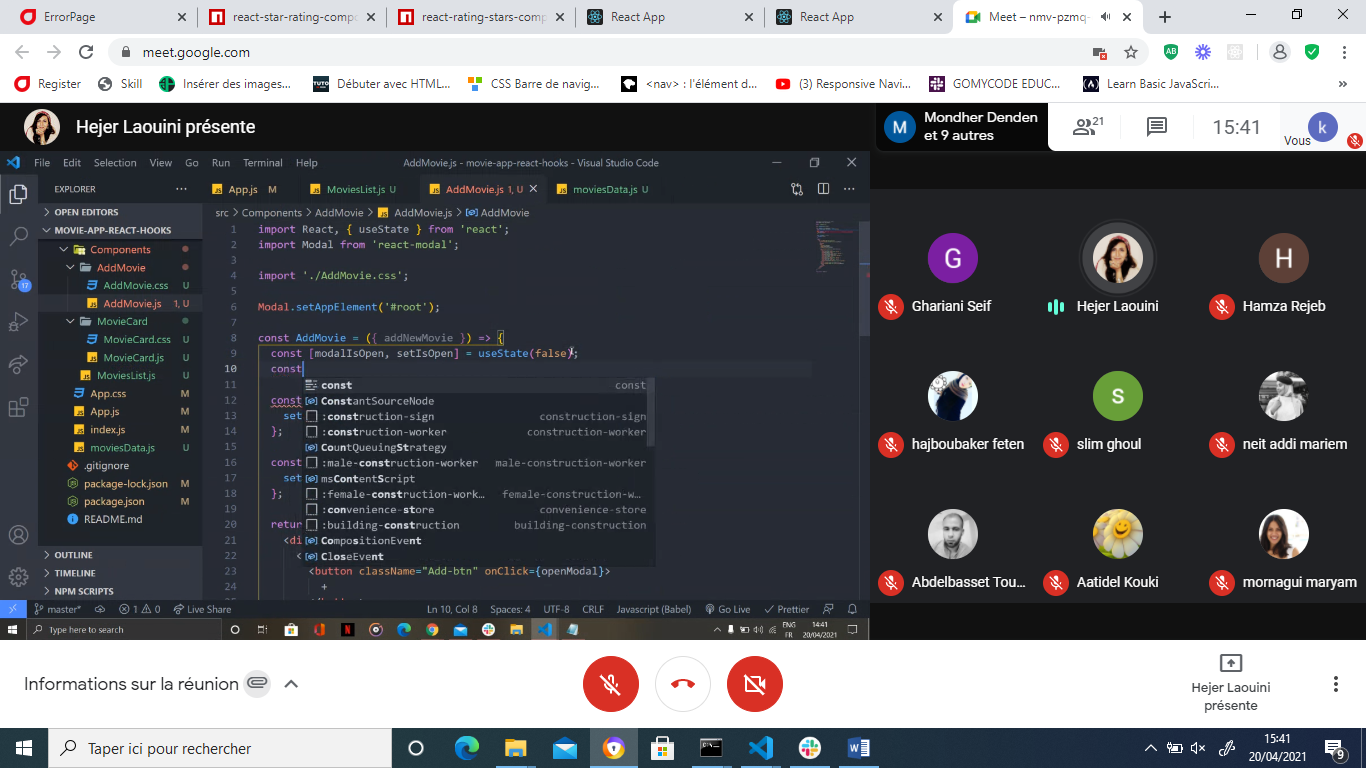 ErrorPage
react-star-rating-compo
react-rating-stars-comp
React App
React App
Meet – nmv-pzmq-
meet.google.com
Register
Skill
Insérer des images...
Débuter avec HTML...
CSS Barre de navig...
<nav> : l'élément d...
(3) Responsive Navi...
GOMYCODE EDUC...
Learn Basic JavaScri...
Hejer Laouini présente
M
Mondher Denden
et 9 autres
21
15:41
Vous
k
File Edit Selection View Go Run Terminal Help
AddMovie.js - movie-app-react-hooks - Visual Studio Code
EXPLORER
App.js M
MoviesList.js U
AddMovie.js 1, U
moviesData.js U
OPEN EDITORS
MOVIE-APP-REACT-HOOKS
Components
AddMovie
AddMovie.css U
AddMovie.js 1, U
MovieCard
MovieCard.css U
MovieCard.js U
MoviesList.js U
App.css M
App.js M
index.js M
moviesData.js U
.gitignore
package-lock.json M
package.json M
README.md
OUTLINE
TIMELINE
NPM SCRIPTS
17
src > Components > AddMovie > AddMovie.js > AddMovie
1 import React, { useState } from 'react';
2 import Modal from 'react-modal';
3
4 import './AddMovie.css';
5
6 Modal.setAppElement('#root');
7
8 const AddMovie = ({ addNewMovie }) => {
9 const [modalIsOpen, setIsOpen] = useState(false);
10 const
11 const const
12 const ConstantSourceNode
13 set :construction-sign construction-sign
14 }; :construction-worker construction-worker
15 CountQueuingStrategy
16 const :male-construction-worker male-construction-worker
17 set msContentScript
18 }; :female-construction-work... female-construction-w...
19 :convenience-store convenience-store
20 retur :building-construction building-construction
21 <di CompositionEvent
22 < CloseEvent
23 <button className="Add-btn" onClick={openModal}>
24 +
master*
1 0
Live Share
Ln 10, Col 8
Spaces: 4
UTF-8
CRLF
Javascript (Babel)
Go Live
Prettier
Type here to search
ENG
FR
14:41
20/04/2021
G
Ghariani Seif
Hejer Laouini
H
Hamza Rejeb
hajboubaker feten
S
slim ghoul
neit addi mariem
Abdelbasset Tou...
Aatidel Kouki
mornagui maryam
Informations sur la réunion
Hejer Laouini
présente
Taper ici pour rechercher
15:41
20/04/2021
9